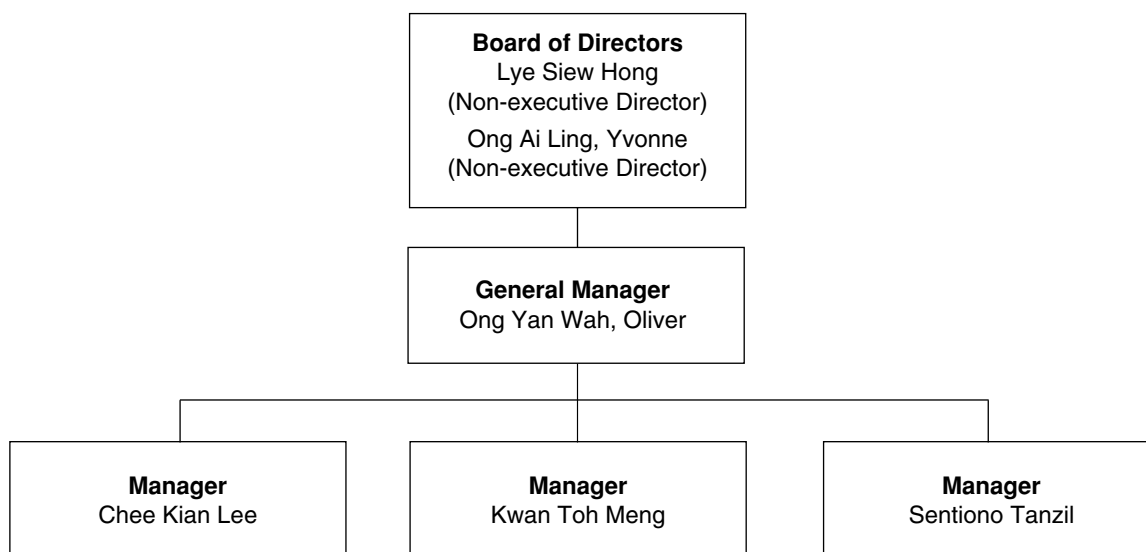 Board of Directors
Lye Siew Hong
(Non-executive Director)
Ong Ai Ling, Yvonne
(Non-executive Director)
General Manager
Ong Yan Wah, Oliver
Manager
Chee Kian Lee
Manager
Kwan Toh Meng
Manager
Sentiono Tanzil